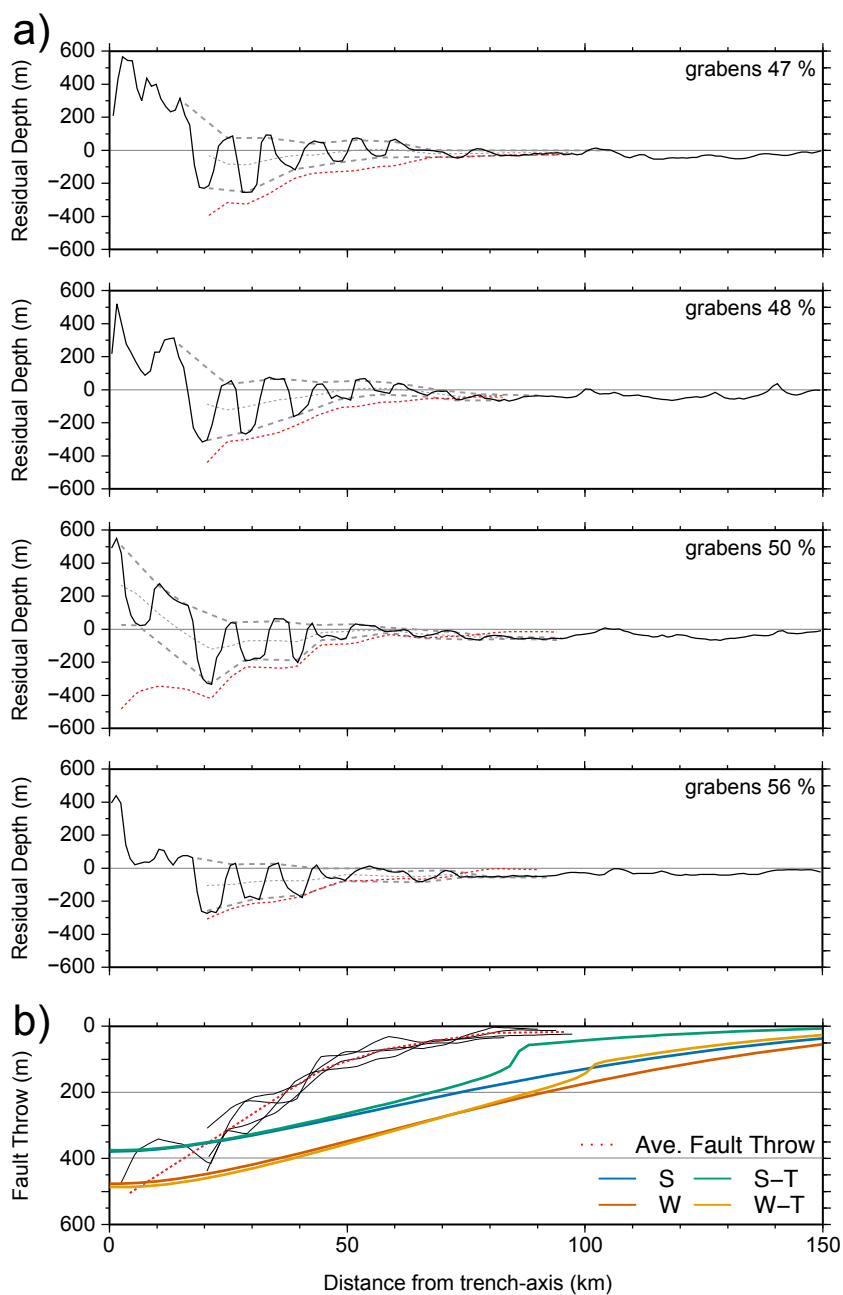 a)
600
400
200
0
−200
−400
−600
Residual Depth (m)
grabens 47 %
600
400
200
0
−200
−400
−600
Residual Depth (m)
grabens 48 %
600
400
200
0
−200
−400
−600
Residual Depth (m)
grabens 50 %
600
400
200
0
−200
−400
−600
Residual Depth (m)
grabens 56 %
b)
0
200
400
600
Fault Throw (m)
Ave. Fault Throw
S S−T
W W−T
0 50 100 150
Distance from trench-axis (km)